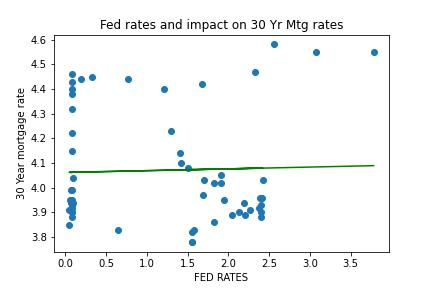 Fed rates and impact on 30 Yr Mtg rates
4.6
4.5
4.4
4.3
4.2
4.1
4.0
3.9
3.8
30 Year mortgage rate
0.0 0.5 1.0 1.5 2.0 2.5 3.0 3.5
FED RATES